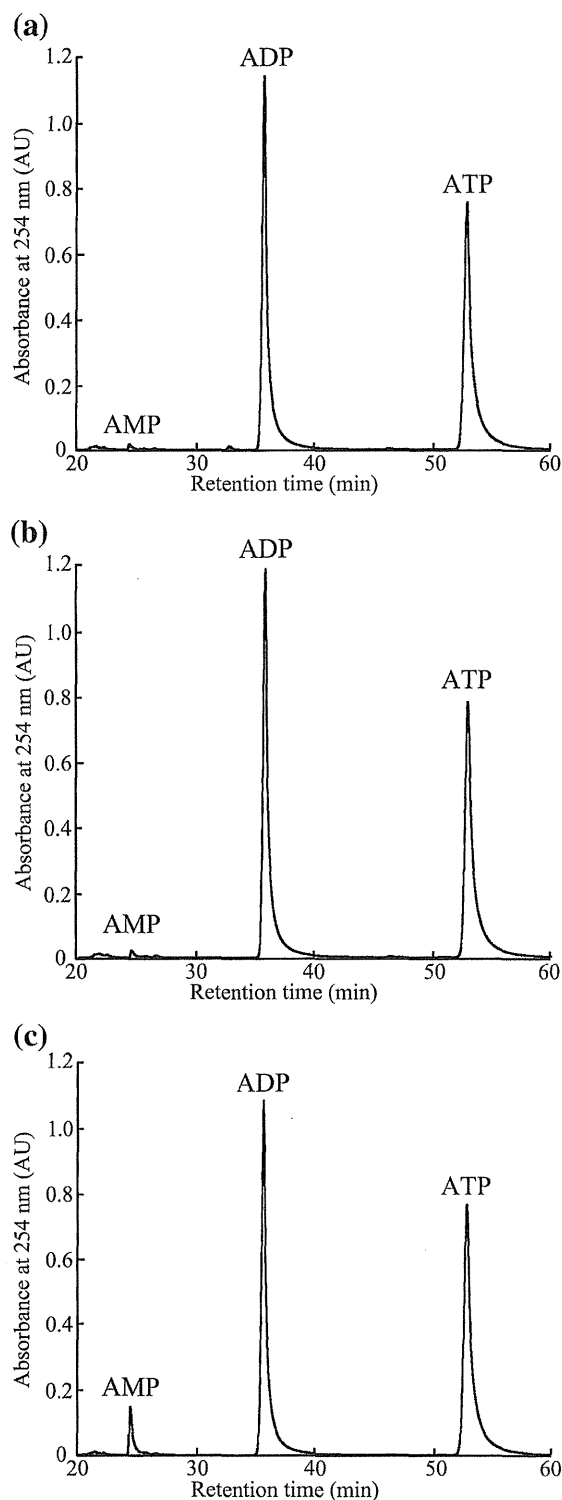 (a)
1.2
1.0
0.8
0.6
0.4
0.2
0
Absorbance at 254 nm (AU)
ADP
ATP
AMP
20 30 40 50 60
Retention time (min)
(b)
1.2
1.0
0.8
0.6
0.4
0.2
0
Absorbance at 254 nm (AU)
ADP
ATP
AMP
20 30 40 50 60
Retention time (min)
(c)
1.2
1.0
0.8
0.6
0.4
0.2
0
Absorbance at 254 nm (AU)
ADP
ATP
AMP
20 30 40 50 60
Retention time (min)